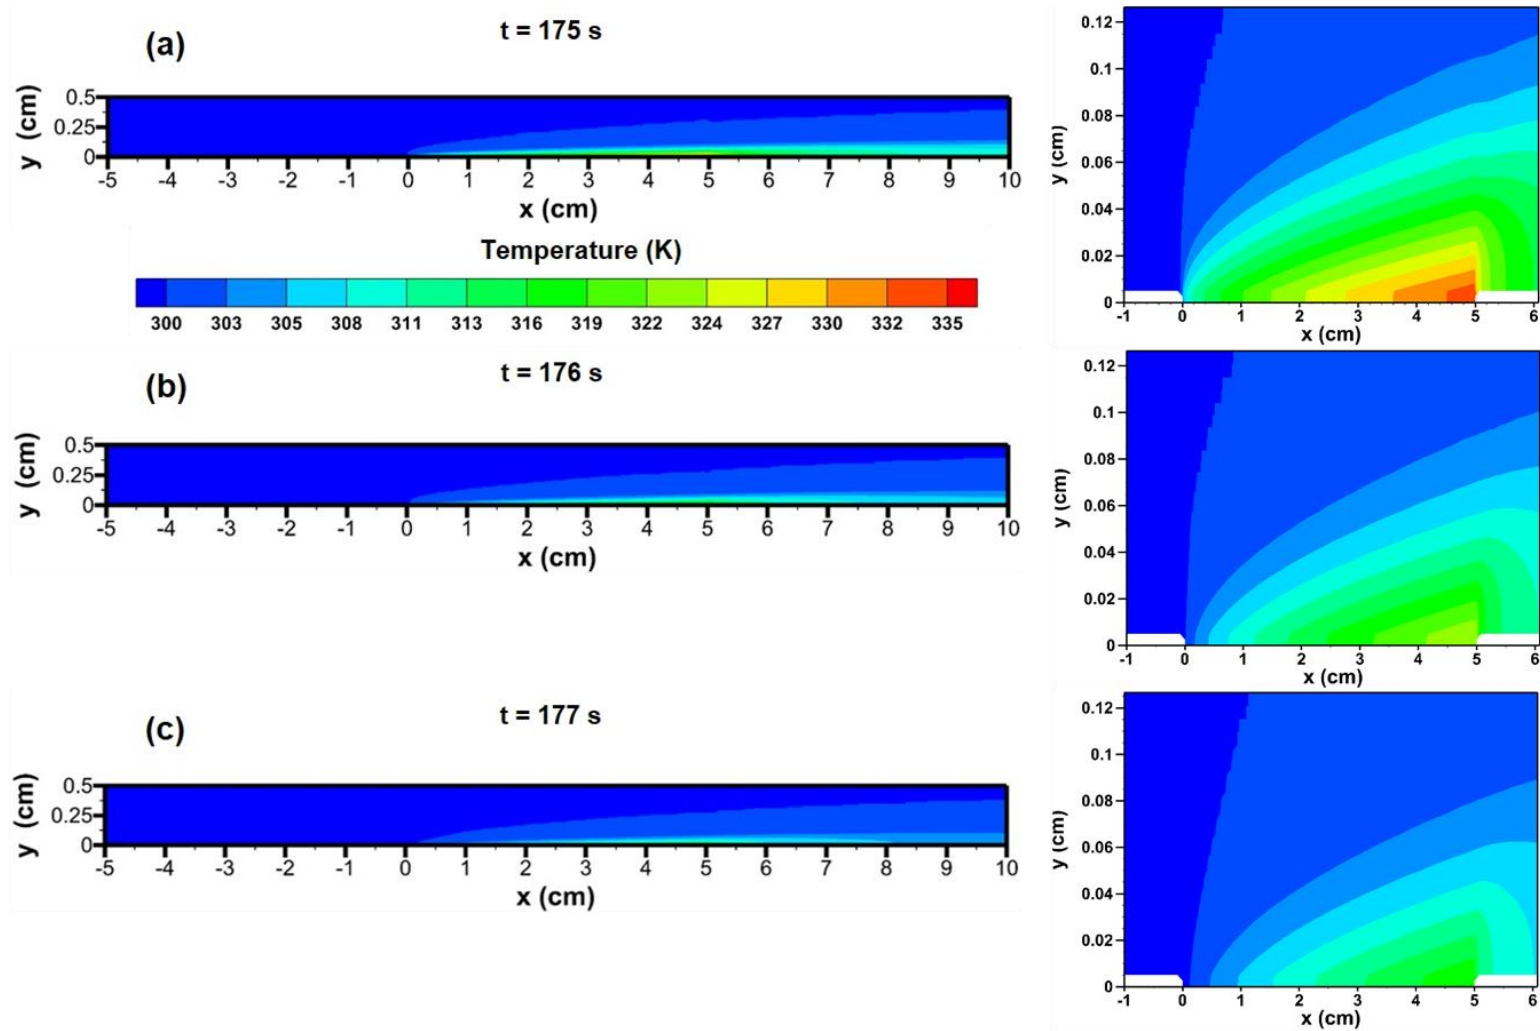 (a)
t = 175 s
y (cm)
0.5
0.25
0
-5 -4 -3 -2 -1 0 1 2 3 4 5 6 7 8 9 10
x (cm)
0.12
0.1
0.08
0.06
0.04
0.02
0
y (cm)
-1 0 1 2 3 4 5 6
x (cm)
Temperature (K)
300 303 305 308 311 313 316 319 322 324 327 330 332 335
(b)
t = 176 s
y (cm)
0.5
0.25
0
-5 -4 -3 -2 -1 0 1 2 3 4 5 6 7 8 9 10
x (cm)
0.12
0.1
0.08
0.06
0.04
0.02
0
y (cm)
-1 0 1 2 3 4 5 6
x (cm)
(c)
t = 177 s
y (cm)
0.5
0.25
0
-5 -4 -3 -2 -1 0 1 2 3 4 5 6 7 8 9 10
x (cm)
0.12
0.1
0.08
0.06
0.04
0.02
0
y (cm)
-1 0 1 2 3 4 5 6
x (cm)